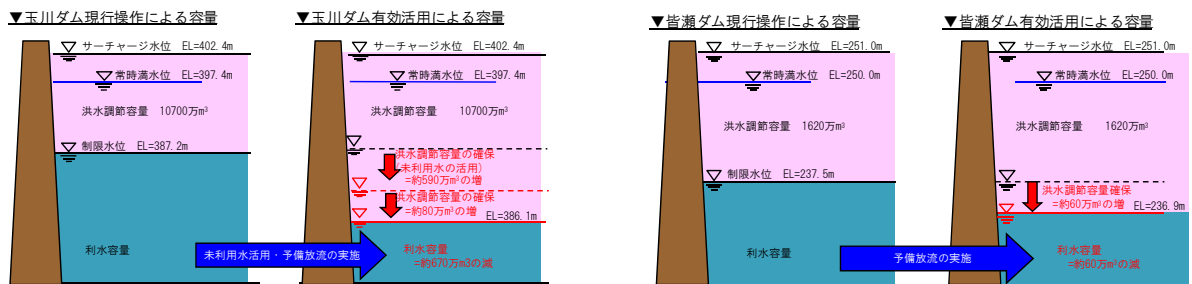 ▼玉川ダム現行操作による容量
サーチャージ水位 EL=402.4m
常時満水位 EL=397.4m
洪水調節容量 10700万m³
制限水位 EL=387.2m
利水容量
▼玉川ダム有効活用による容量
サーチャージ水位 EL=402.4m
常時満水位 EL=397.4m
洪水調節容量 10700万m³
洪水調節容量の確保
(未利用水の活用)
=約590万m³の増
洪水調節容量の確保
=約80万m³の増
EL=386.1m
利水容量
=約670万m3の減
未利用水活用・予備放流の実施
▼皆瀬ダム現行操作による容量
サーチャージ水位 EL=251.0m
常時満水位 EL=250.0m
洪水調節容量 1620万m³
制限水位 EL=237.5m
利水容量
▼皆瀬ダム有効活用による容量
サーチャージ水位 EL=251.0m
常時満水位 EL=250.0m
洪水調節容量 1620万m³
洪水調節容量確保
=約60万m³の増
EL=236.9m
利水容量
=約60万m³の減
予備放流の実施